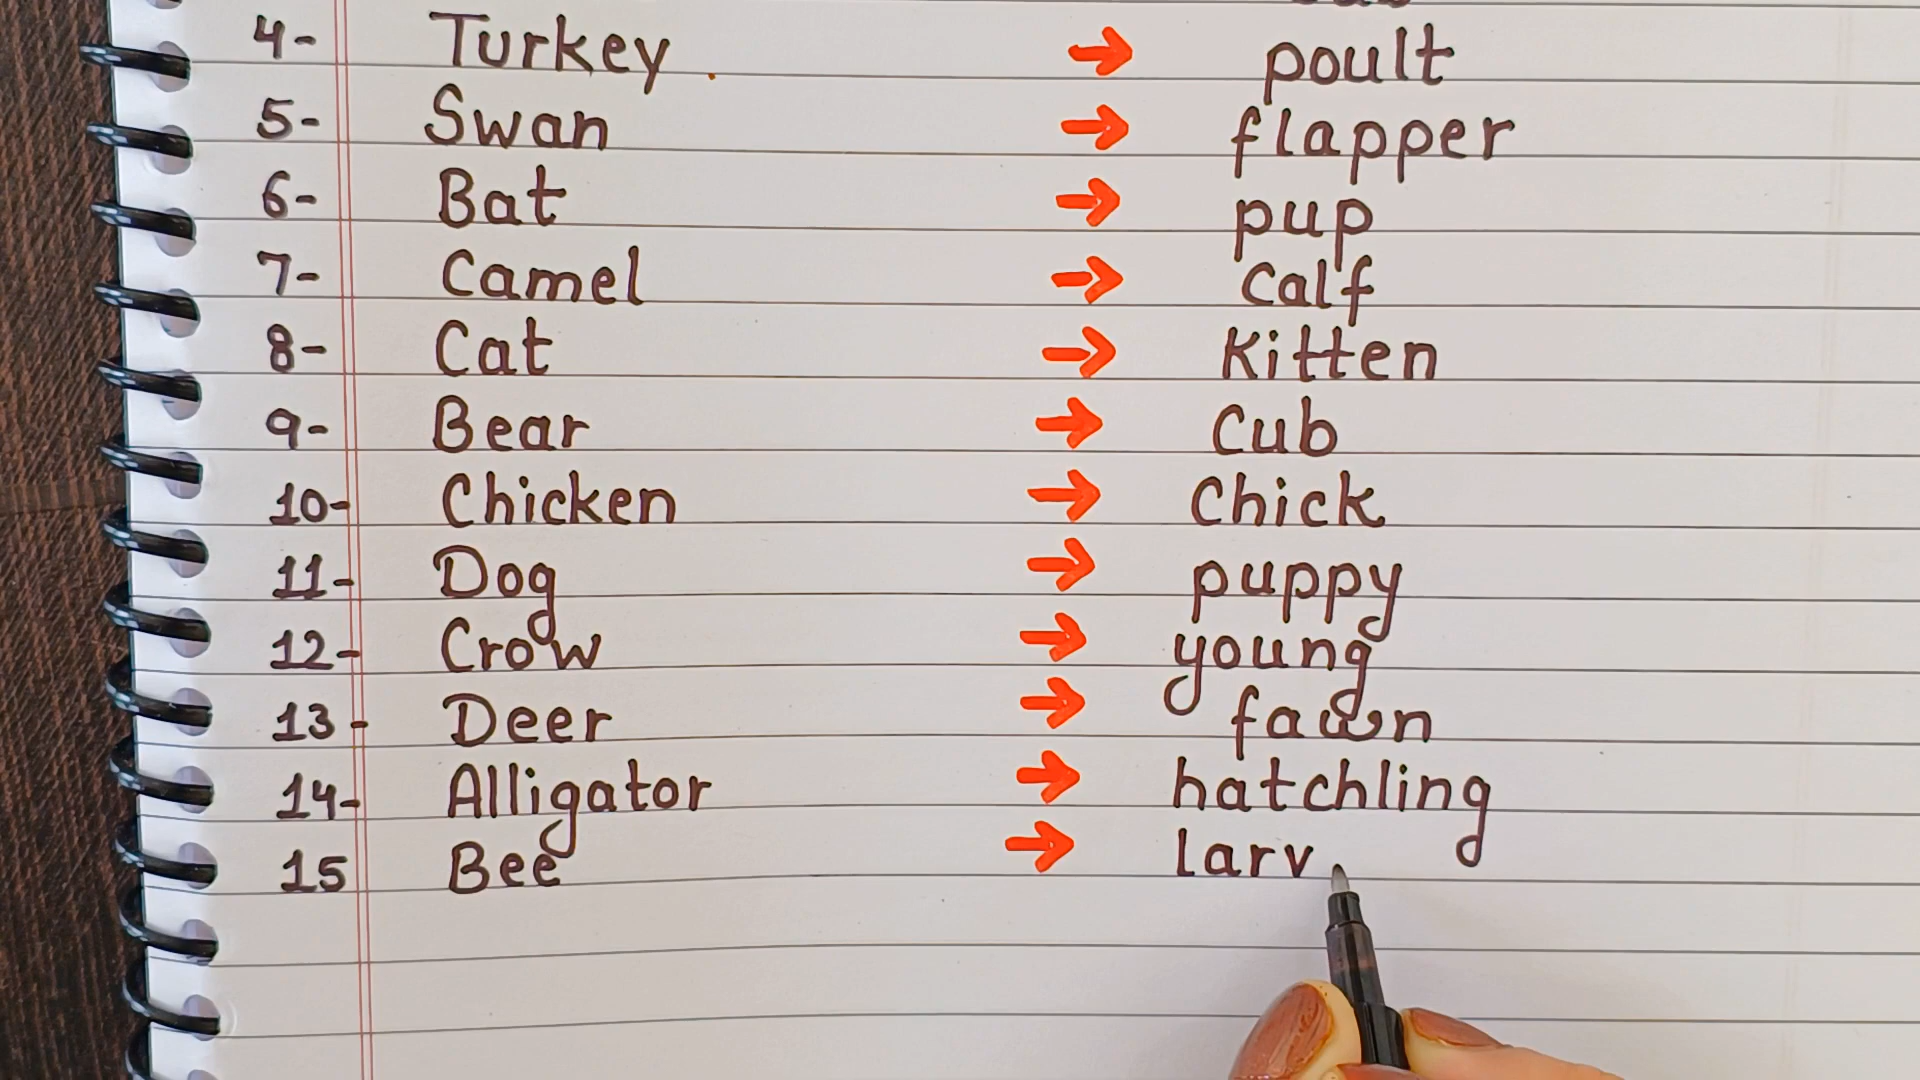 4- Turkey → poult
5- Swan → flapper
6- Bat → pup
7- Camel → Calf
8- Cat → Kitten
9- Bear → Cub
10- Chicken → Chick
11- Dog → puppy
12- Crow → young
13- Deer → fawn
14- Alligator → hatchling
15 Bee → larv